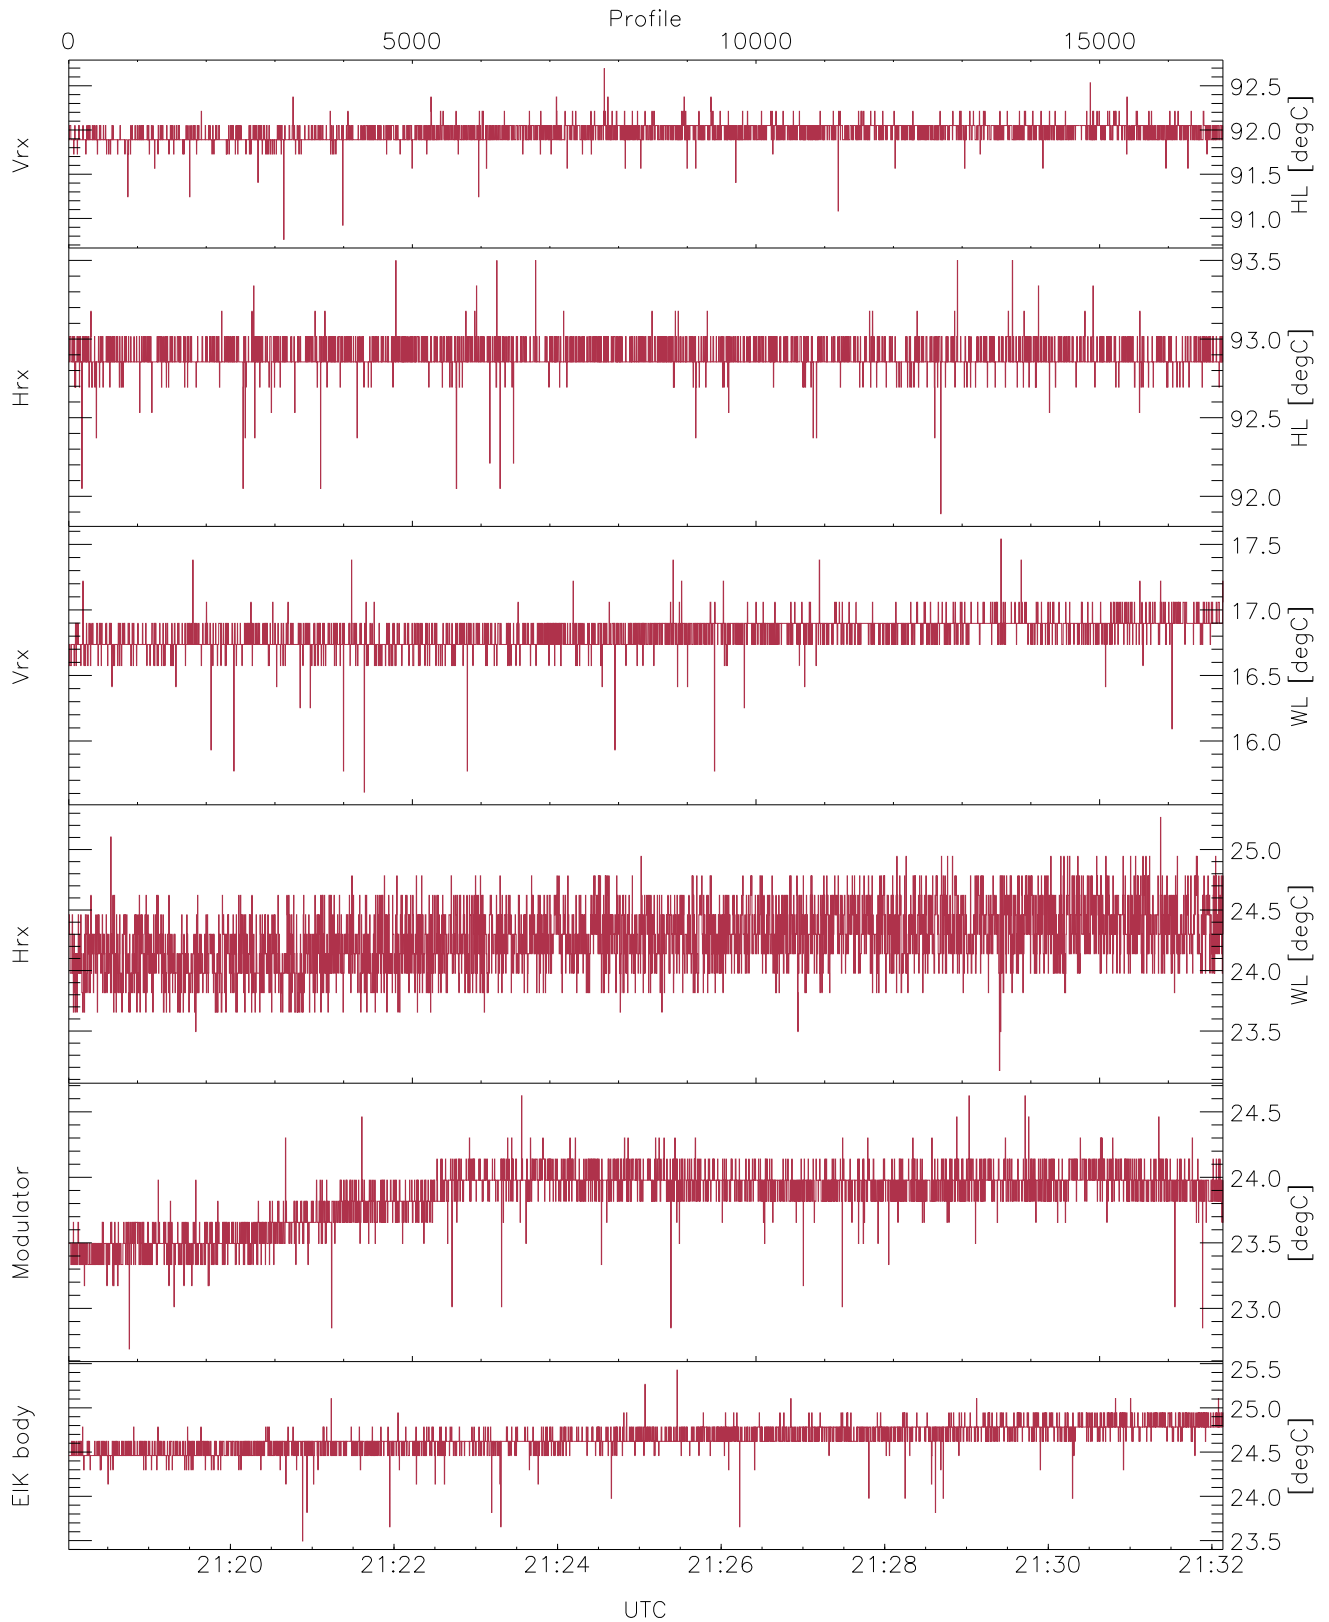 Profile
0 5000 10000 15000
Vrx
92.5
92.0
91.5
91.0
HL [degC]
Hrx
93.5
93.0
92.5
92.0
HL [degC]
Vrx
17.5
17.0
16.5
16.0
WL [degC]
Hrx
25.0
24.5
24.0
23.5
WL [degC]
Modulator
24.5
24.0
23.5
23.0
[degC]
EIK body
25.5
25.0
24.5
24.0
23.5
[degC]
21:20 21:22 21:24 21:26 21:28 21:30 21:32
UTC